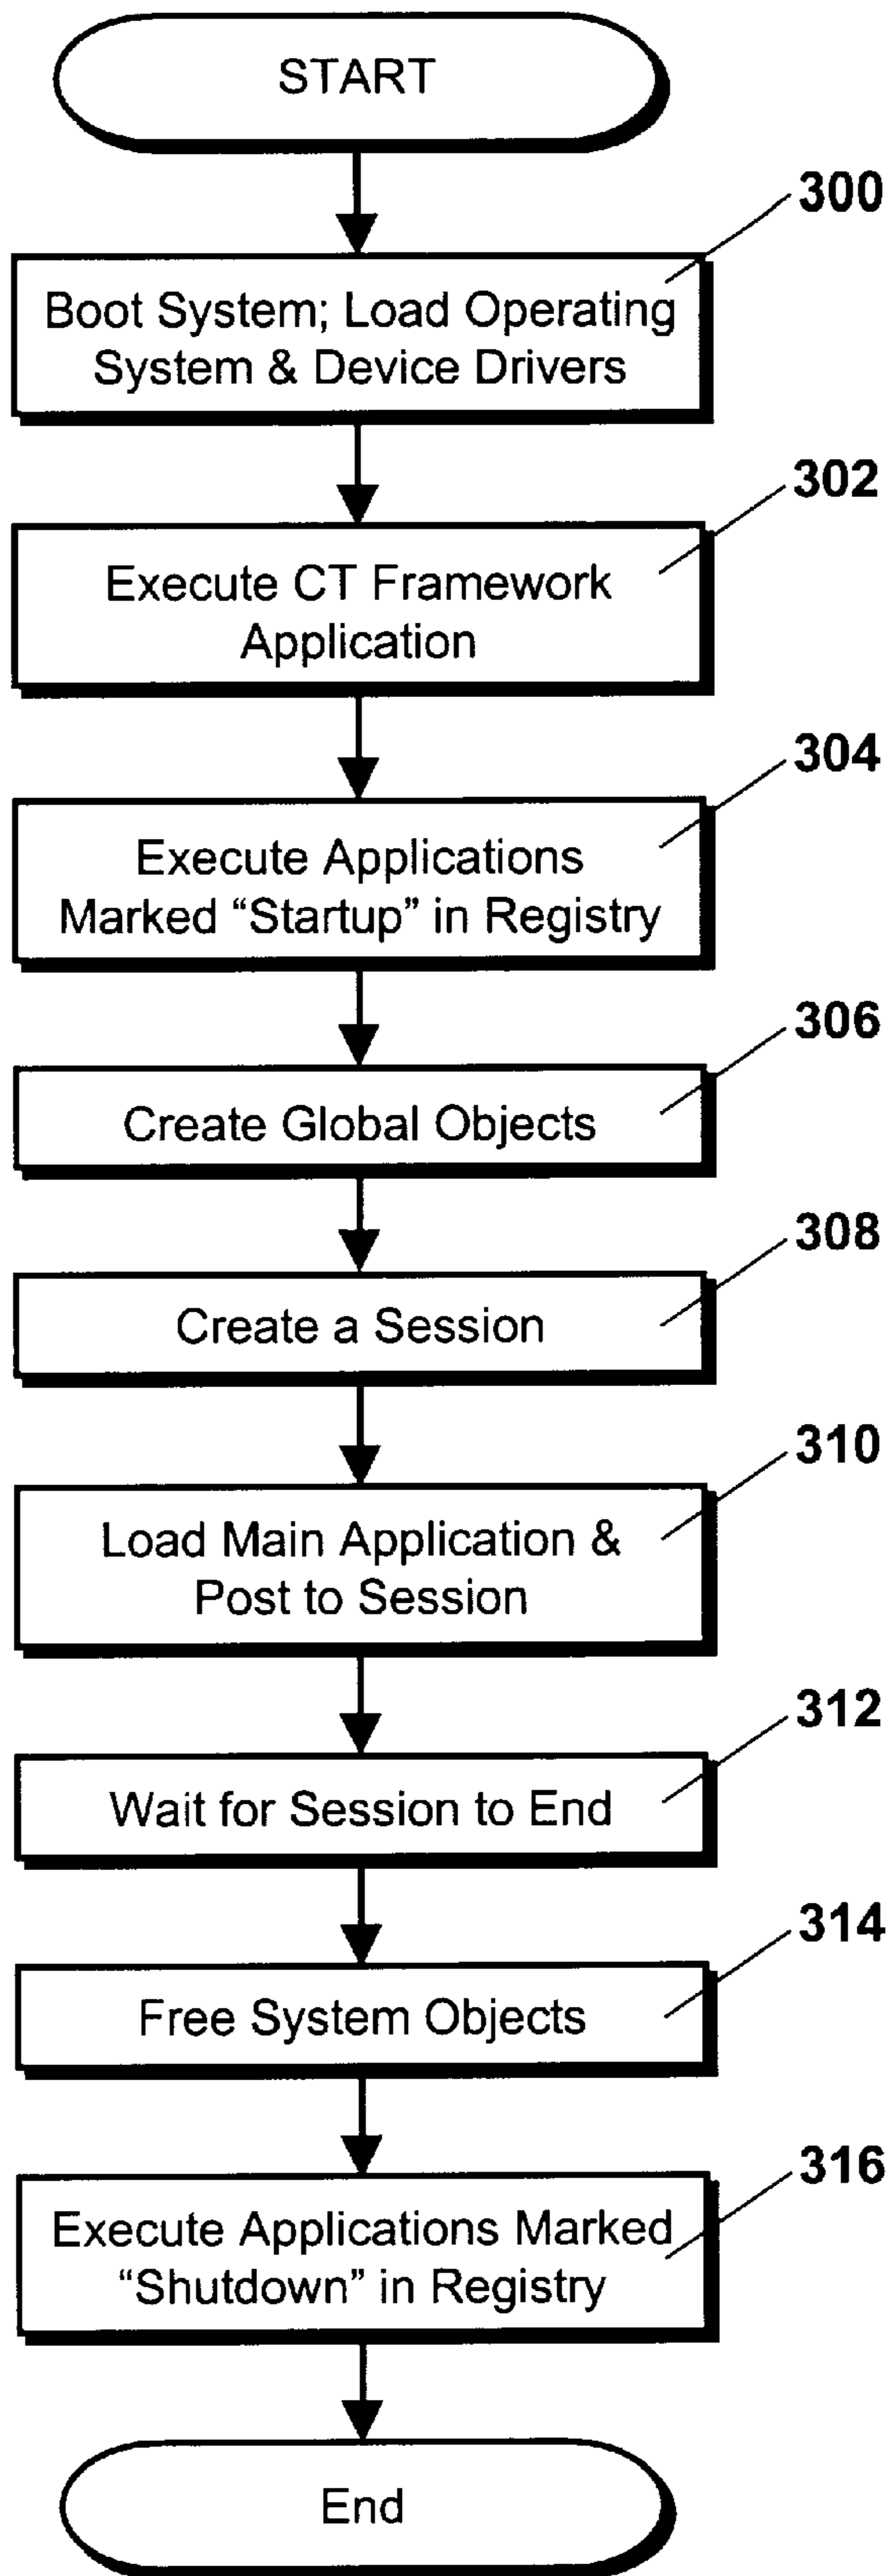 START
300
Boot System; Load Operating
System & Device Drivers
302
Execute CT Framework
Application
304
Execute Applications
Marked “Startup” in Registry
306
Create Global Objects
308
Create a Session
310
Load Main Application &
Post to Session
312
Wait for Session to End
314
Free System Objects
316
Execute Applications Marked
“Shutdown” in Registry
End